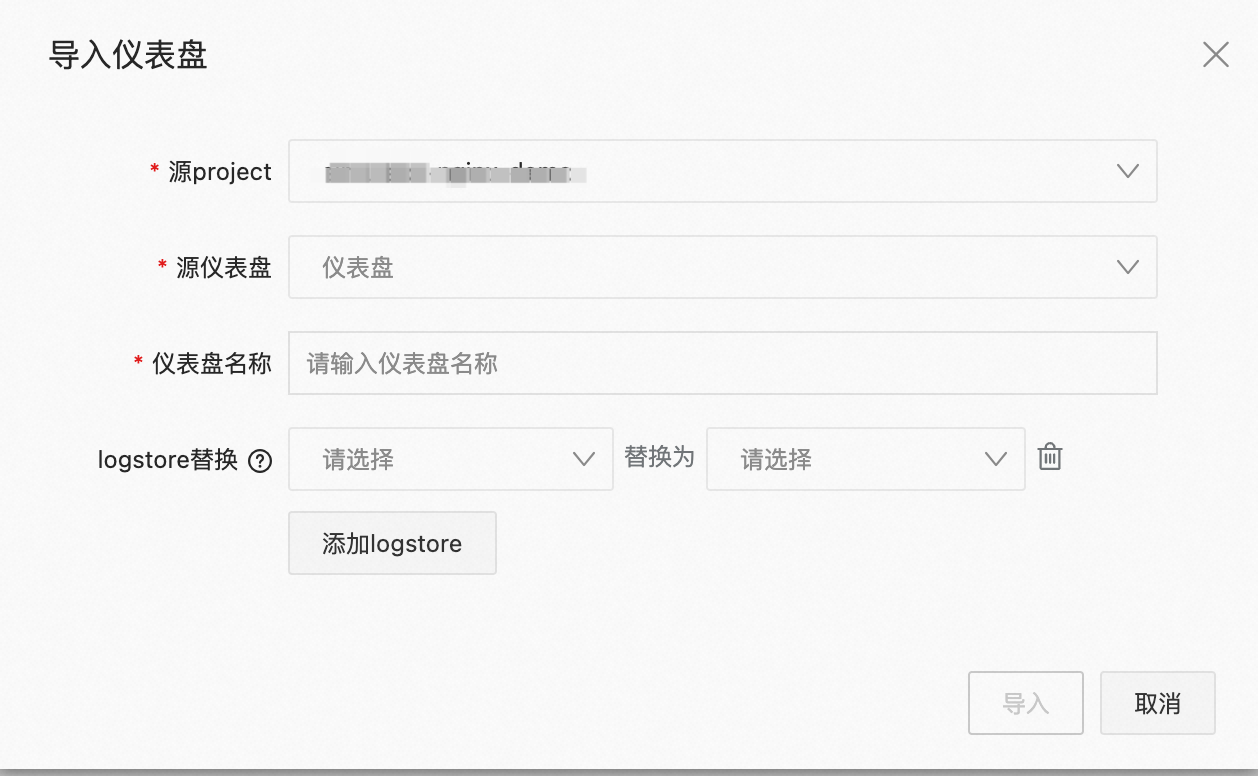 导入仪表盘
* 源project
* 源仪表盘 仪表盘
* 仪表盘名称 请输入仪表盘名称
logstore替换 ? 请选择 替换为 请选择
添加logstore
导入 取消